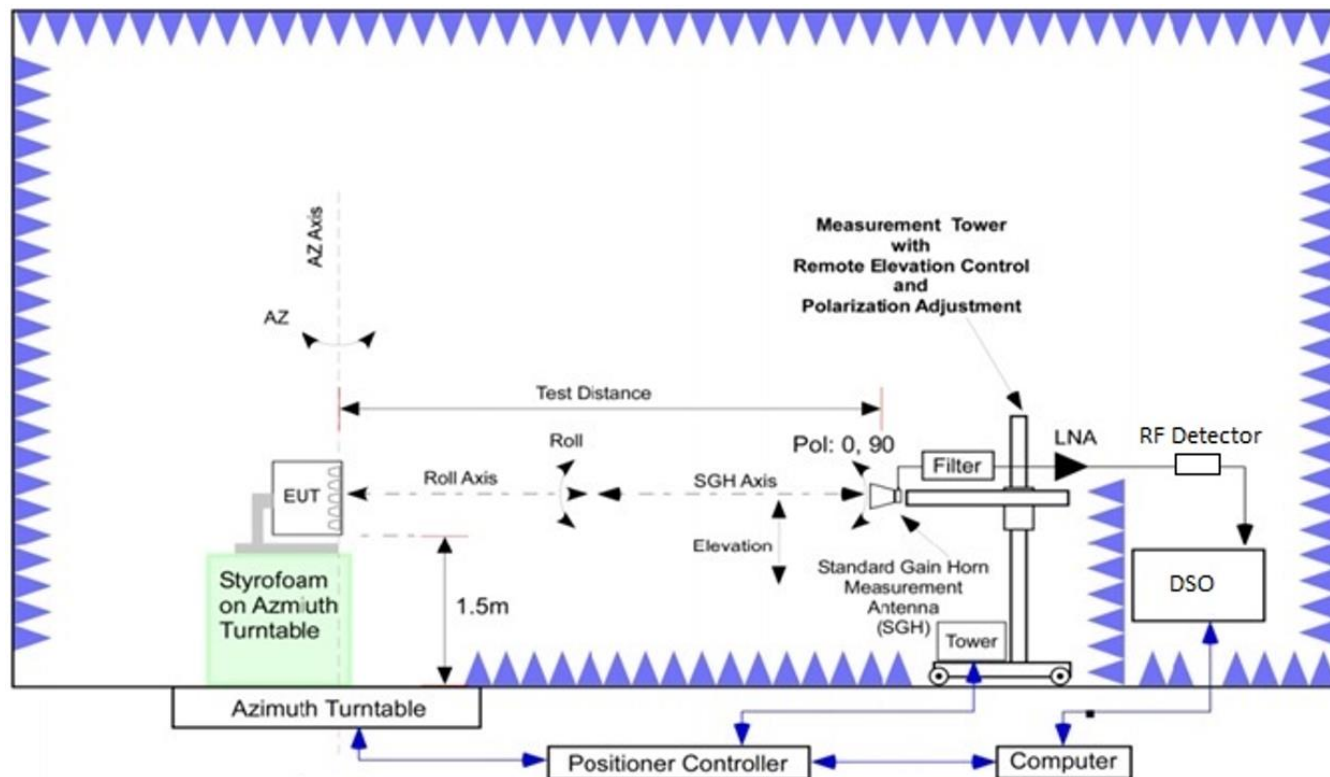 AZ Axis
AZ
Measurement Tower
with
Remote Elevation Control
and
Polarization Adjustment
Test Distance
Roll
Pol: 0, 90
Filter
LNA
RF Detector
EUT
Roll Axis
SGH Axis
Elevation
Standard Gain Horn
Measurement
Antenna
(SGH)
DSO
Styrofoam
on Azmiuth
Turntable
1.5m
Tower
Azimuth Turntable
Positioner Controller
Computer